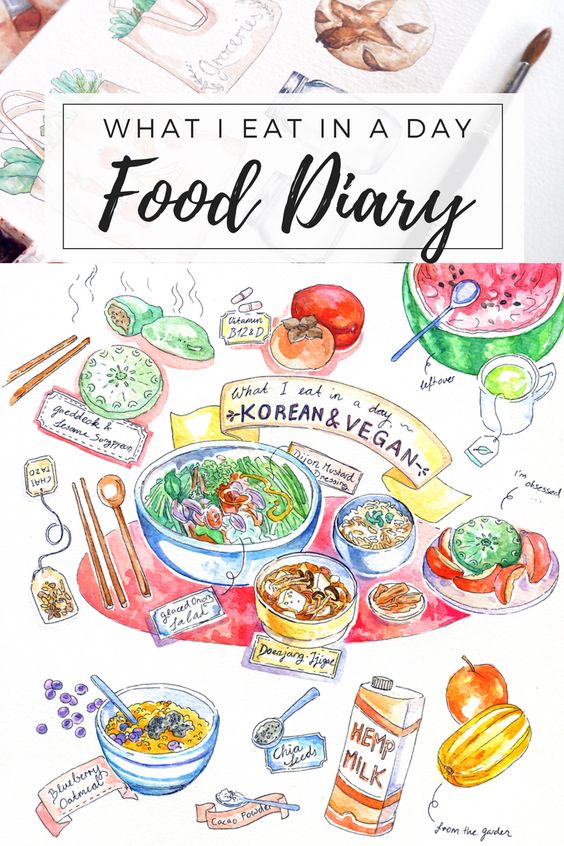 Groceries
WHAT I EAT IN A DAY
Food Diary
Vitamin
B12 & D
leftover
What I eat in a day
KOREAN & VEGAN
Sesame Songpyeon
Dijon Mustard
Dressing
CHAI
TAZO
I'm obsessed
...
Glazed Onion
Salad
Doenjang-Jjigae
Blueberry
Oatmeal
Chia
Seeds
Cacao Powder
HEMP
MILK
from the garden